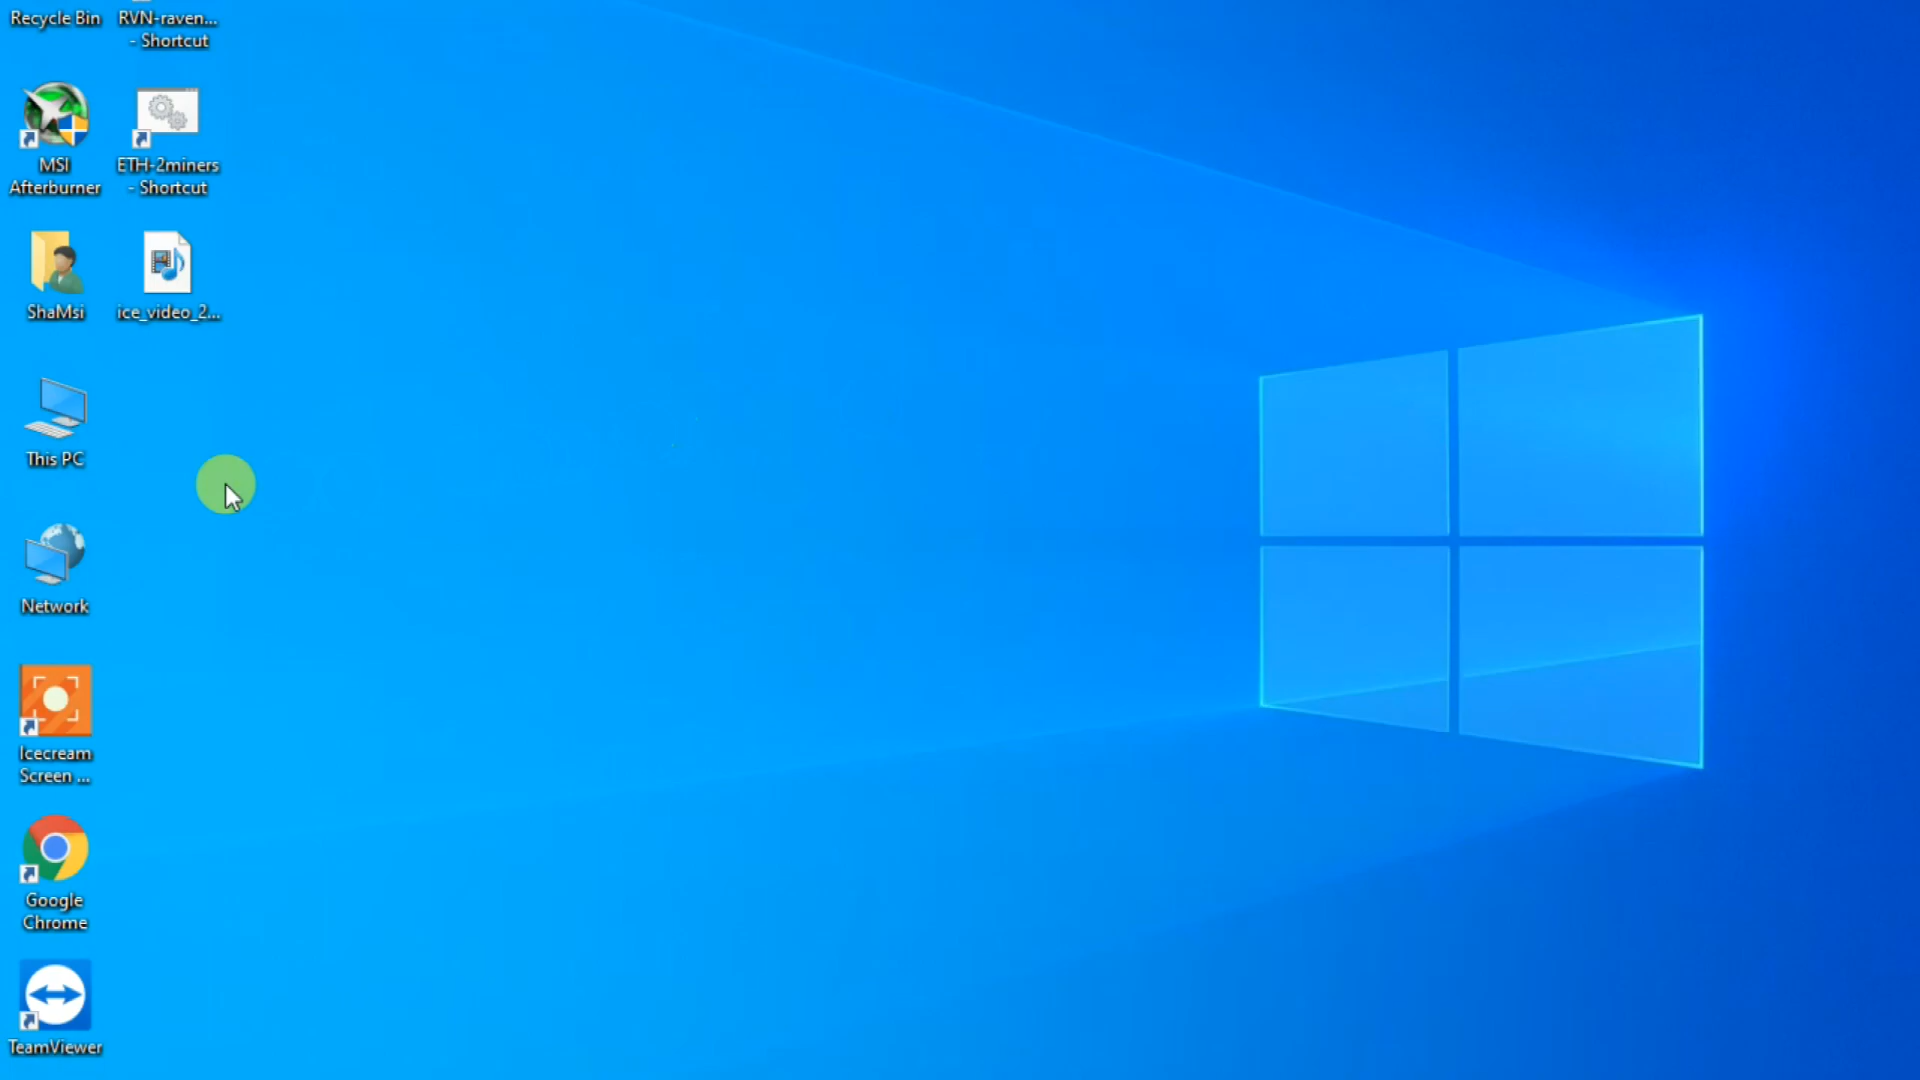 Recycle Bin
RVN-raven...
- Shortcut
MSI
Afterburner
ETH-2miners
- Shortcut
ShaMsi
ice_video_2...
This PC
Network
Icecream
Screen ...
Google
Chrome
TeamViewer